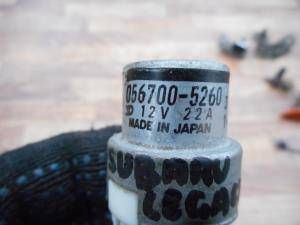 056700-5260
12V 22A
MADE IN JAPAN
SUBARU
LEGAC